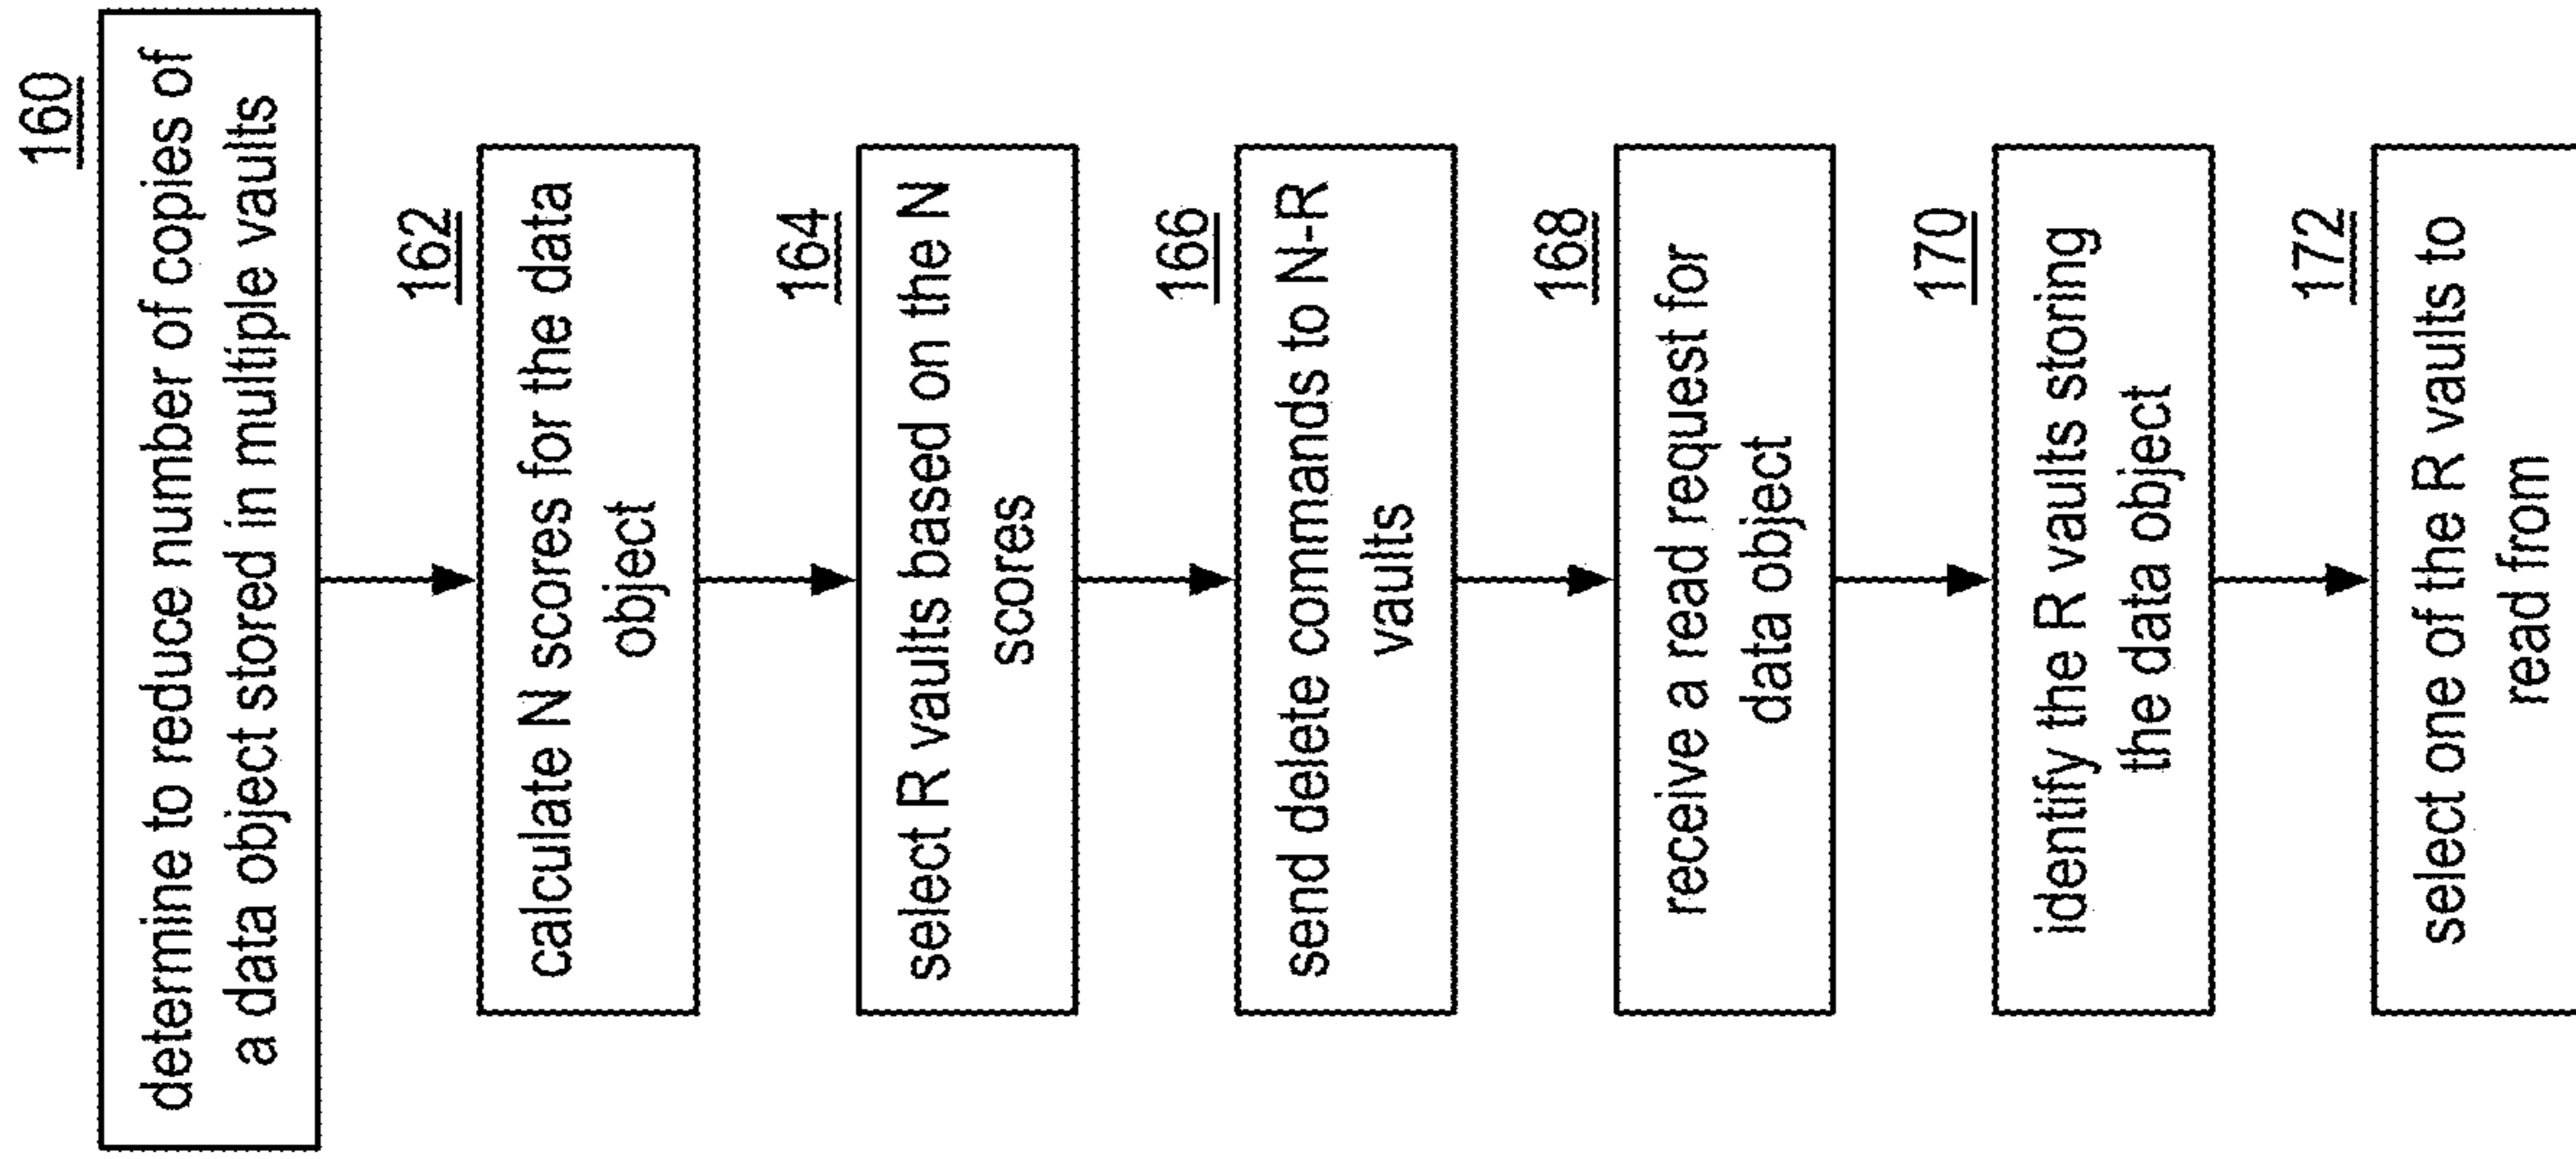 160
determine to reduce number of copies of
a data object stored in multiple vaults
162
calculate N scores for the data
object
164
select R vaults based on the N
scores
166
send delete commands to N-R
vaults
168
receive a read request for
data object
170
identify the R vaults storing
the data object
172
select one of the R vaults to
read from